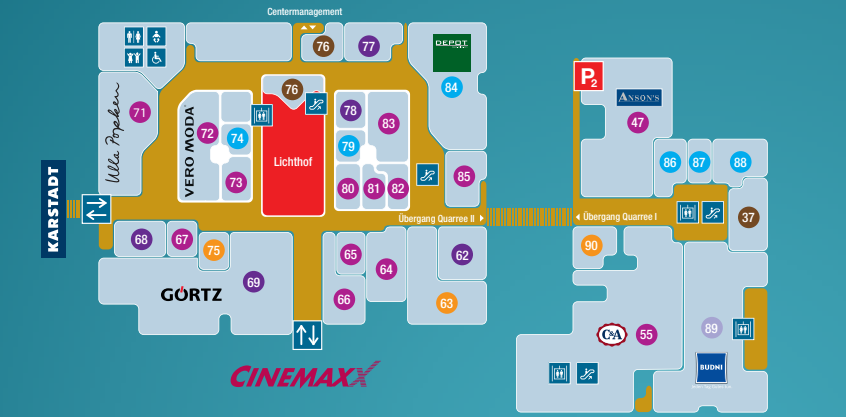 Centermanagement
76
77
DEPOT
84
P2
ANSON'S
47
Ulla Popken
71
VERO MODA
72
74
73
76
Lichthof
78
79
83
80
81
82
85
86
87
88
37
KARSTADT
Übergang Quarree II
Übergang Quarree I
68
67
75
69
GÖRTZ
65
64
66
62
63
90
C&A
55
89
BUDNI
CINEMAXX